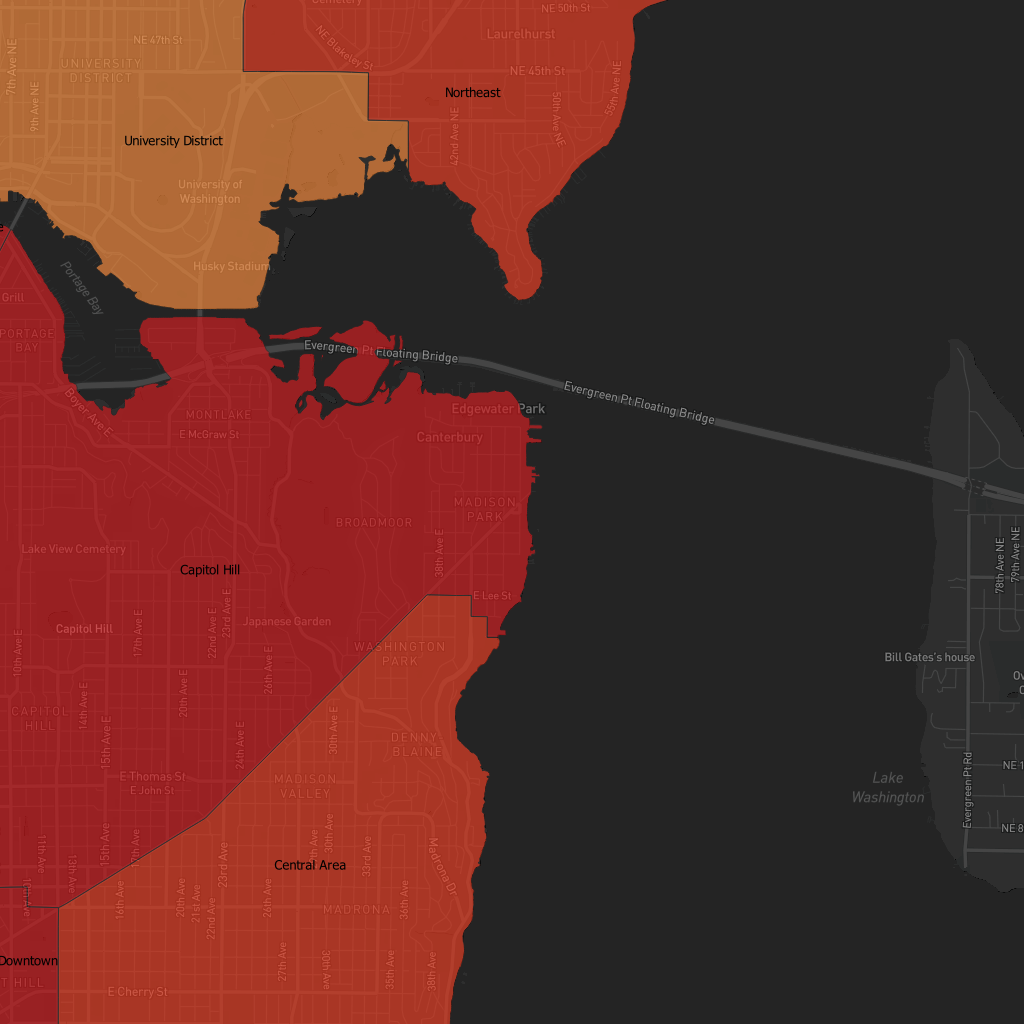 Cemetery
NE 50th St
NE Blakeley St
Laurelhurst
NE 47th St
7th Ave NE
9th Ave NE
UNIVERSITY
DISTRICT
NE 45th St
55th Ave NE
50th Ave NE
42nd Ave NE
Northeast
University District
University of
Washington
Husky Stadium
Portage Bay
Grill
PORTAGE
BAY
Evergreen Pt Floating Bridge
Evergreen Pt Floating Bridge
Boyer Ave E
MONTLAKE
E McGraw St
Edgewater Park
Canterbury
MADISON
PARK
BROADMOOR
38th Ave E
Lake View Cemetery
Capitol Hill
E Lee St
78th Ave NE
79th Ave NE
Capitol Hill
10th Ave E
17th Ave E
22nd Ave E
23rd Ave E
Japanese Garden
26th Ave E
WASHINGTON
PARK
Bill Gates's house
Ov
C
CAPITOL
HILL
14th Ave E
15th Ave E
20th Ave E
24th Ave E
30th Ave E
DENNY
BLAINE
E Thomas St
E John St
MADISON
VALLEY
Lake
Washington
Evergreen Pt Rd
NE 1
NE 8
11th Ave
10th Ave
13th Ave
15th Ave
17th Ave
16th Ave
20th Ave
21st Ave
22nd Ave
23rd Ave
26th Ave
30th Ave
33rd Ave
Madrona Dr
Central Area
MADRONA
36th Ave
Downtown
T HILL
E Cherry St
27th Ave
30th Ave
35th Ave
38th Ave